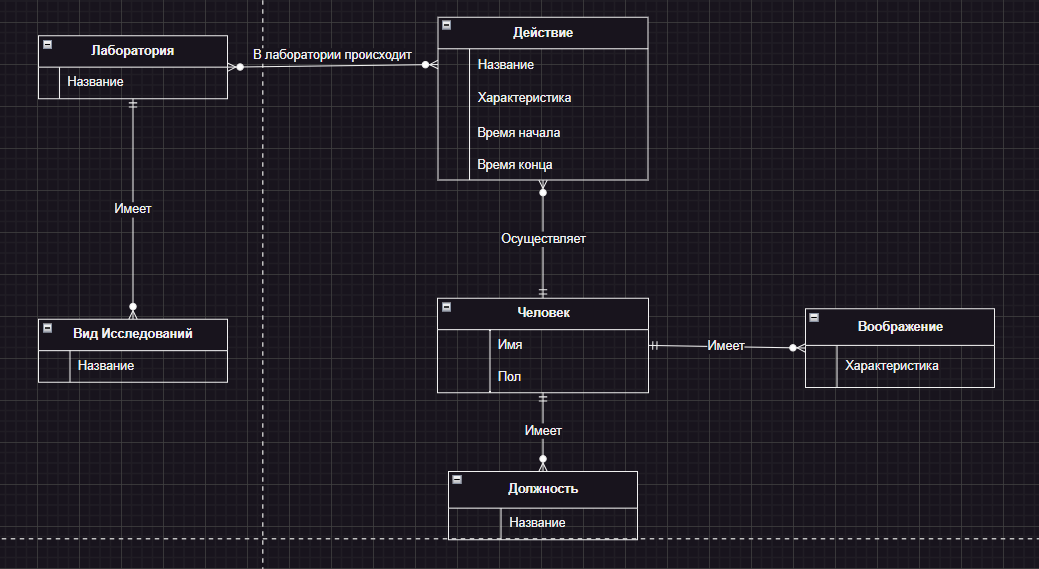 Лаборатория
Название
В лаборатории происходит
Действие
Название
Характеристика
Время начала
Время конца
Имеет
Осуществляет
Вид Исследований
Название
Человек
Имя
Пол
Имеет
Воображение
Характеристика
Имеет
Должность
Название